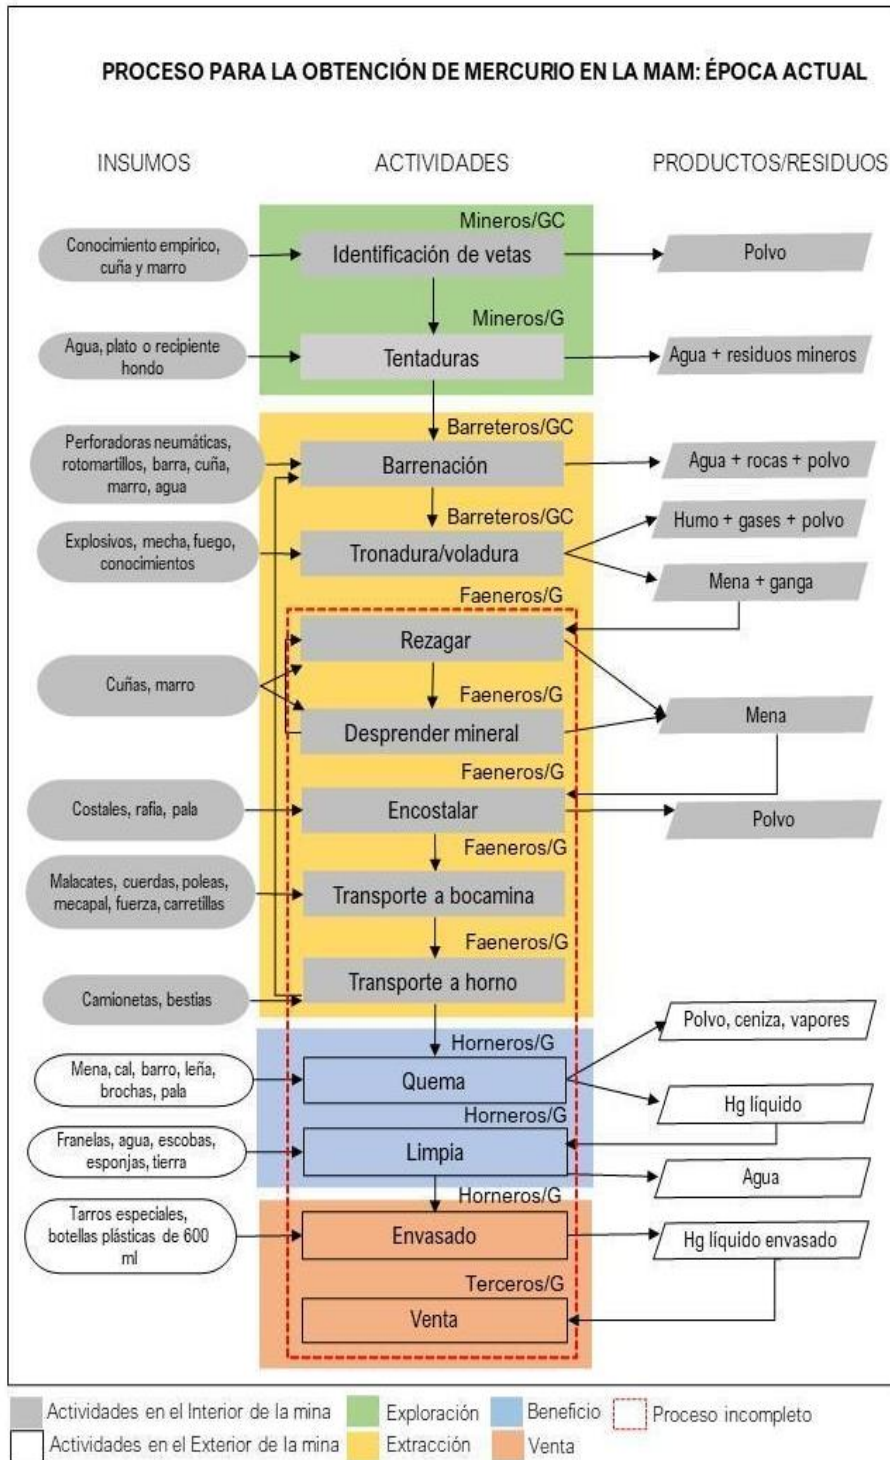 PROCESO PARA LA OBTENCIÓN DE MERCURIO EN LA MAM: ÉPOCA ACTUAL
INSUMOS
ACTIVIDADES
PRODUCTOS/RESIDUOS
Mineros/GC
Conocimiento empírico,
cuña y marro
Identificación de vetas
Polvo
Mineros/G
Agua, plato o recipiente
hondo
Tentaduras
Agua + residuos mineros
Barreteros/GC
Perforadoras neumáticas,
rotomartillos, barra, cuña,
marro, agua
Barrenación
Agua + rocas + polvo
Barreteros/GC
Explosivos, mecha, fuego,
conocimientos
Tronadura/voladura
Humo + gases + polvo
Mena + ganga
Faeneros/G
Rezagar
Cuñas, marro
Faeneros/G
Desprender mineral
Mena
Faeneros/G
Costales, rafia, pala
Encostalar
Polvo
Faeneros/G
Malacates, cuerdas, poleas,
mecapal, fuerza, carretillas
Transporte a bocamina
Faeneros/G
Camionetas, bestias
Transporte a horno
Polvo, ceniza, vapores
Horneros/G
Mena, cal, barro, leña,
brochas, pala
Quema
Hg líquido
Horneros/G
Franelas, agua, escobas,
esponjas, tierra
Limpia
Agua
Horneros/G
Tarros especiales,
botellas plásticas de 600
ml
Envasado
Hg líquido envasado
Terceros/G
Venta
Actividades en el Interior de la mina
Exploración
Beneficio
Proceso incompleto
Actividades en el Exterior de la mina
Extracción
Venta